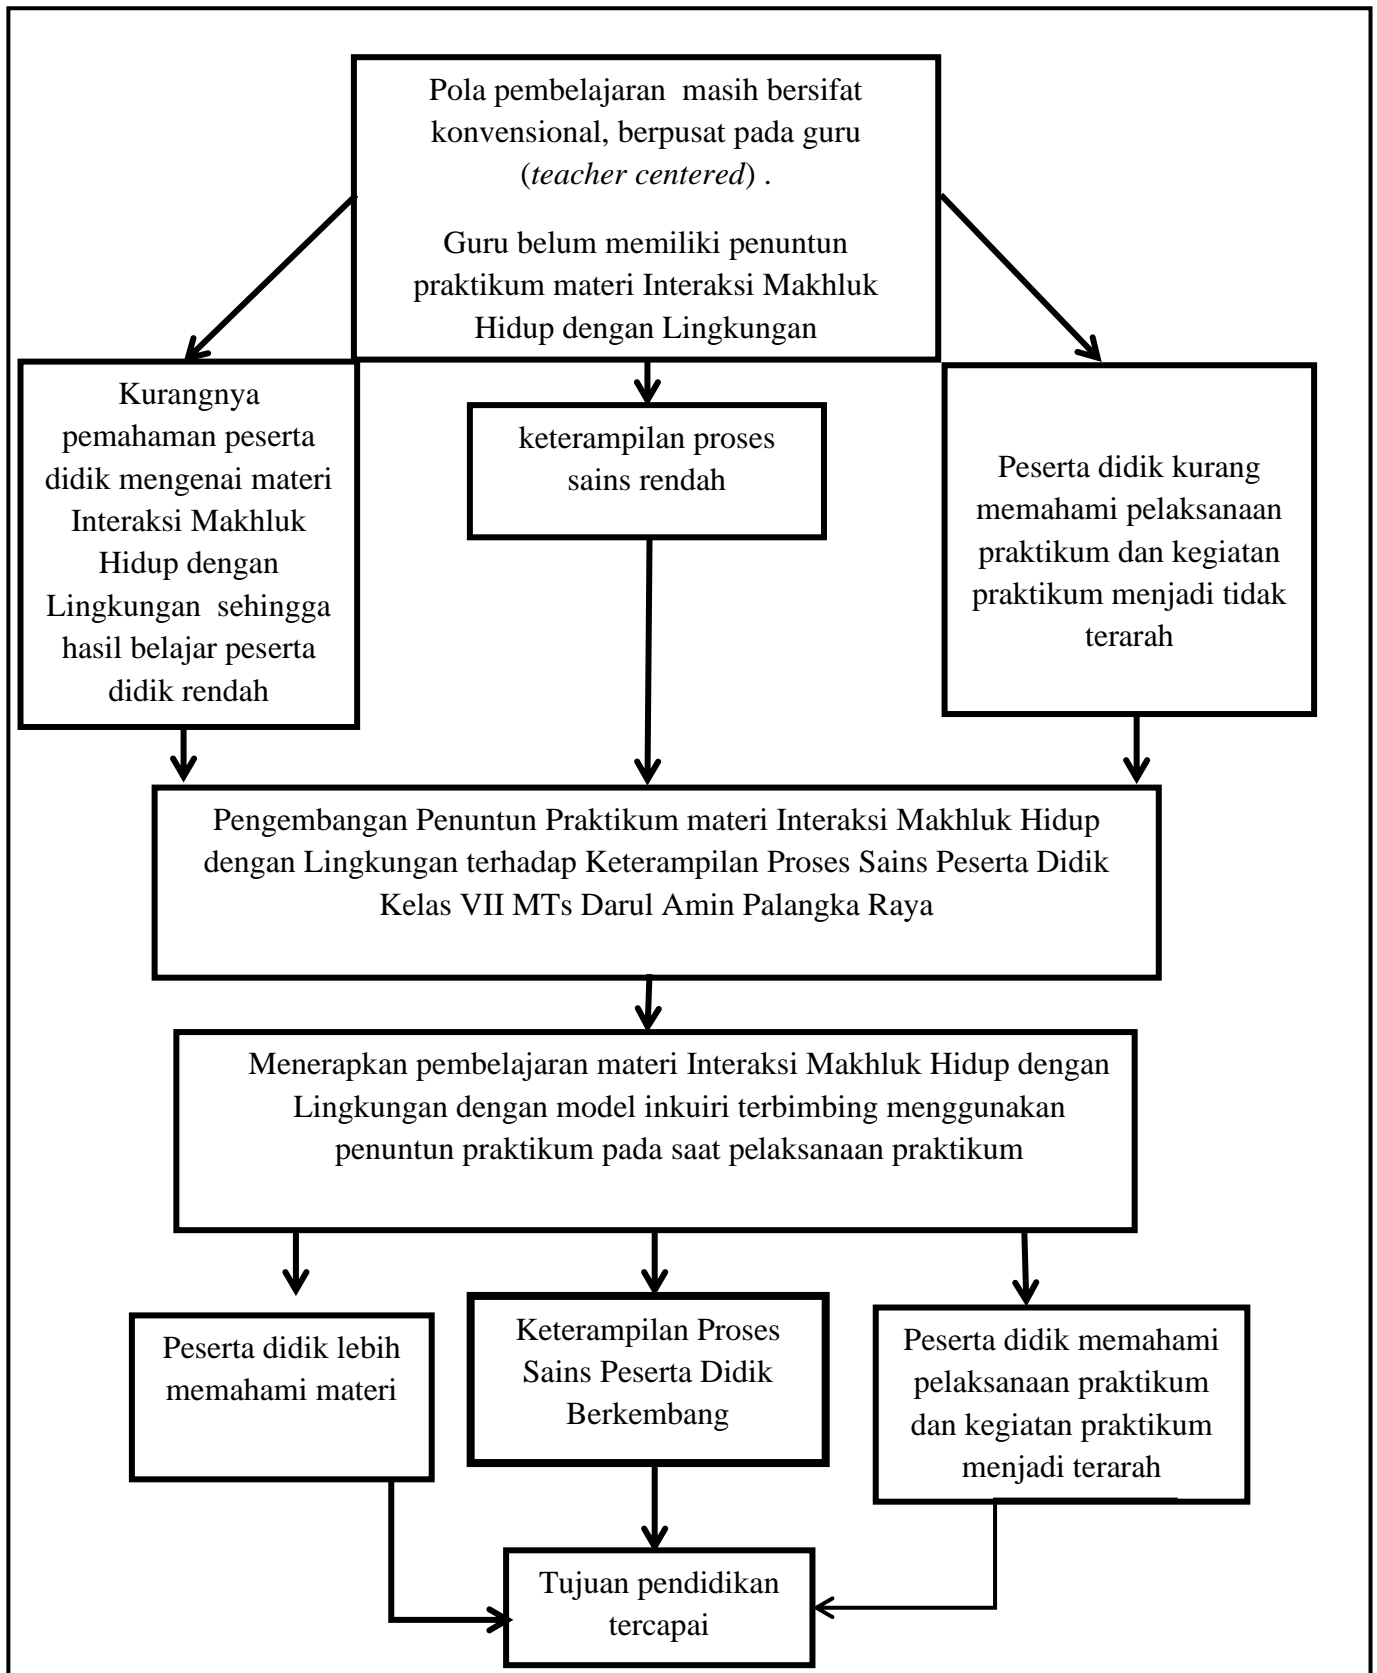 Pola pembelajaran  masih bersifat
konvensional, berpusat pada guru
(teacher centered) .
Guru belum memiliki penuntun
praktikum materi Interaksi Makhluk
Hidup dengan Lingkungan
Kurangnya
pemahaman peserta
didik mengenai materi
Interaksi Makhluk
Hidup dengan
Lingkungan  sehingga
hasil belajar peserta
didik rendah
keterampilan proses
sains rendah
Peserta didik kurang
memahami pelaksanaan
praktikum dan kegiatan
praktikum menjadi tidak
terarah
Pengembangan Penuntun Praktikum materi Interaksi Makhluk Hidup
dengan Lingkungan terhadap Keterampilan Proses Sains Peserta Didik
Kelas VII MTs Darul Amin Palangka Raya
Menerapkan pembelajaran materi Interaksi Makhluk Hidup dengan
Lingkungan dengan model inkuiri terbimbing menggunakan
penuntun praktikum pada saat pelaksanaan praktikum
Peserta didik lebih
memahami materi
Keterampilan Proses
Sains Peserta Didik
Berkembang
Peserta didik memahami
pelaksanaan praktikum
dan kegiatan praktikum
menjadi terarah
Tujuan pendidikan
tercapai